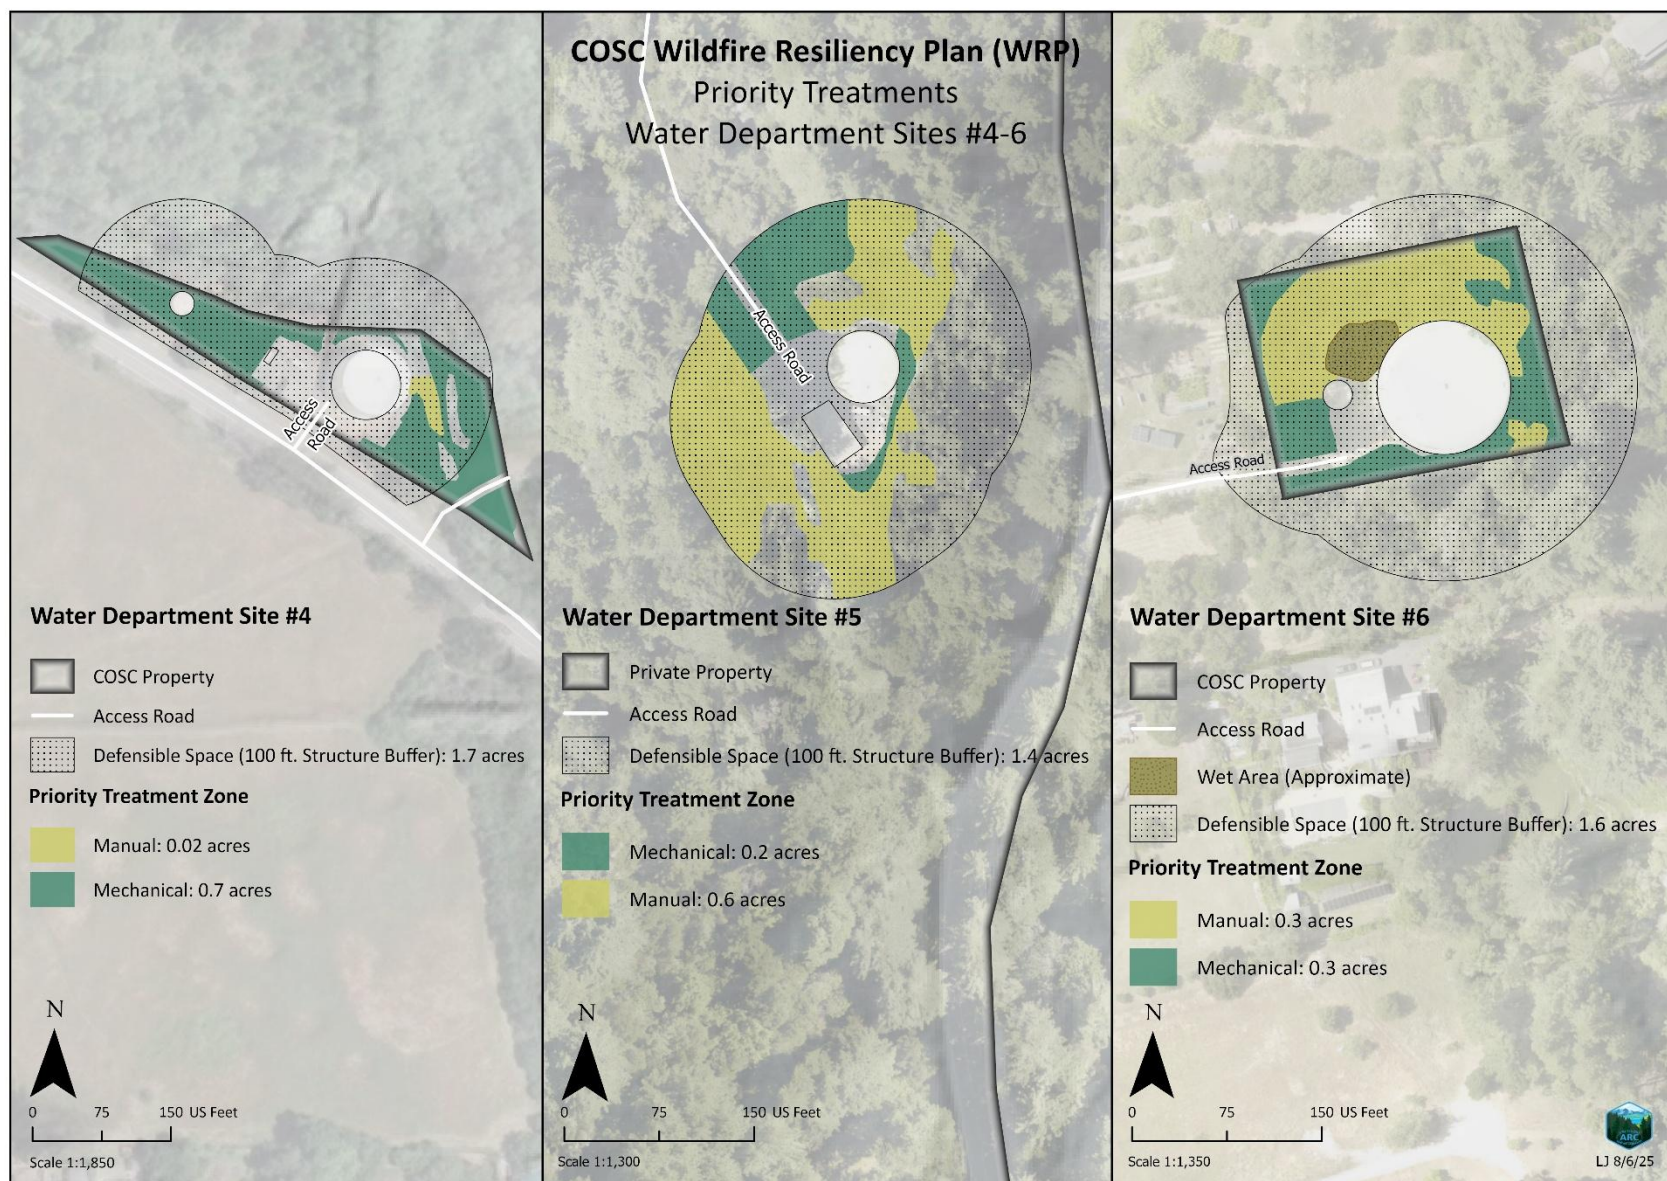 COSC Wildfire Resiliency Plan (WRP)
Priority Treatments
Water Department Sites #4-6
Access
Road
Water Department Site #4
COSC Property
Access Road
Defensible Space (100 ft. Structure Buffer): 1.7 acres
Priority Treatment Zone
Manual: 0.02 acres
Mechanical: 0.7 acres
N
0 75 150 US Feet
Scale 1:1,850
Access Road
Water Department Site #5
Private Property
Access Road
Defensible Space (100 ft. Structure Buffer): 1.4 acres
Priority Treatment Zone
Mechanical: 0.2 acres
Manual: 0.6 acres
N
0 75 150 US Feet
Scale 1:1,300
Access Road
Water Department Site #6
COSC Property
Access Road
Wet Area (Approximate)
Defensible Space (100 ft. Structure Buffer): 1.6 acres
Priority Treatment Zone
Manual: 0.3 acres
Mechanical: 0.3 acres
N
0 75 150 US Feet
Scale 1:1,350
ARC
LJ 8/6/25